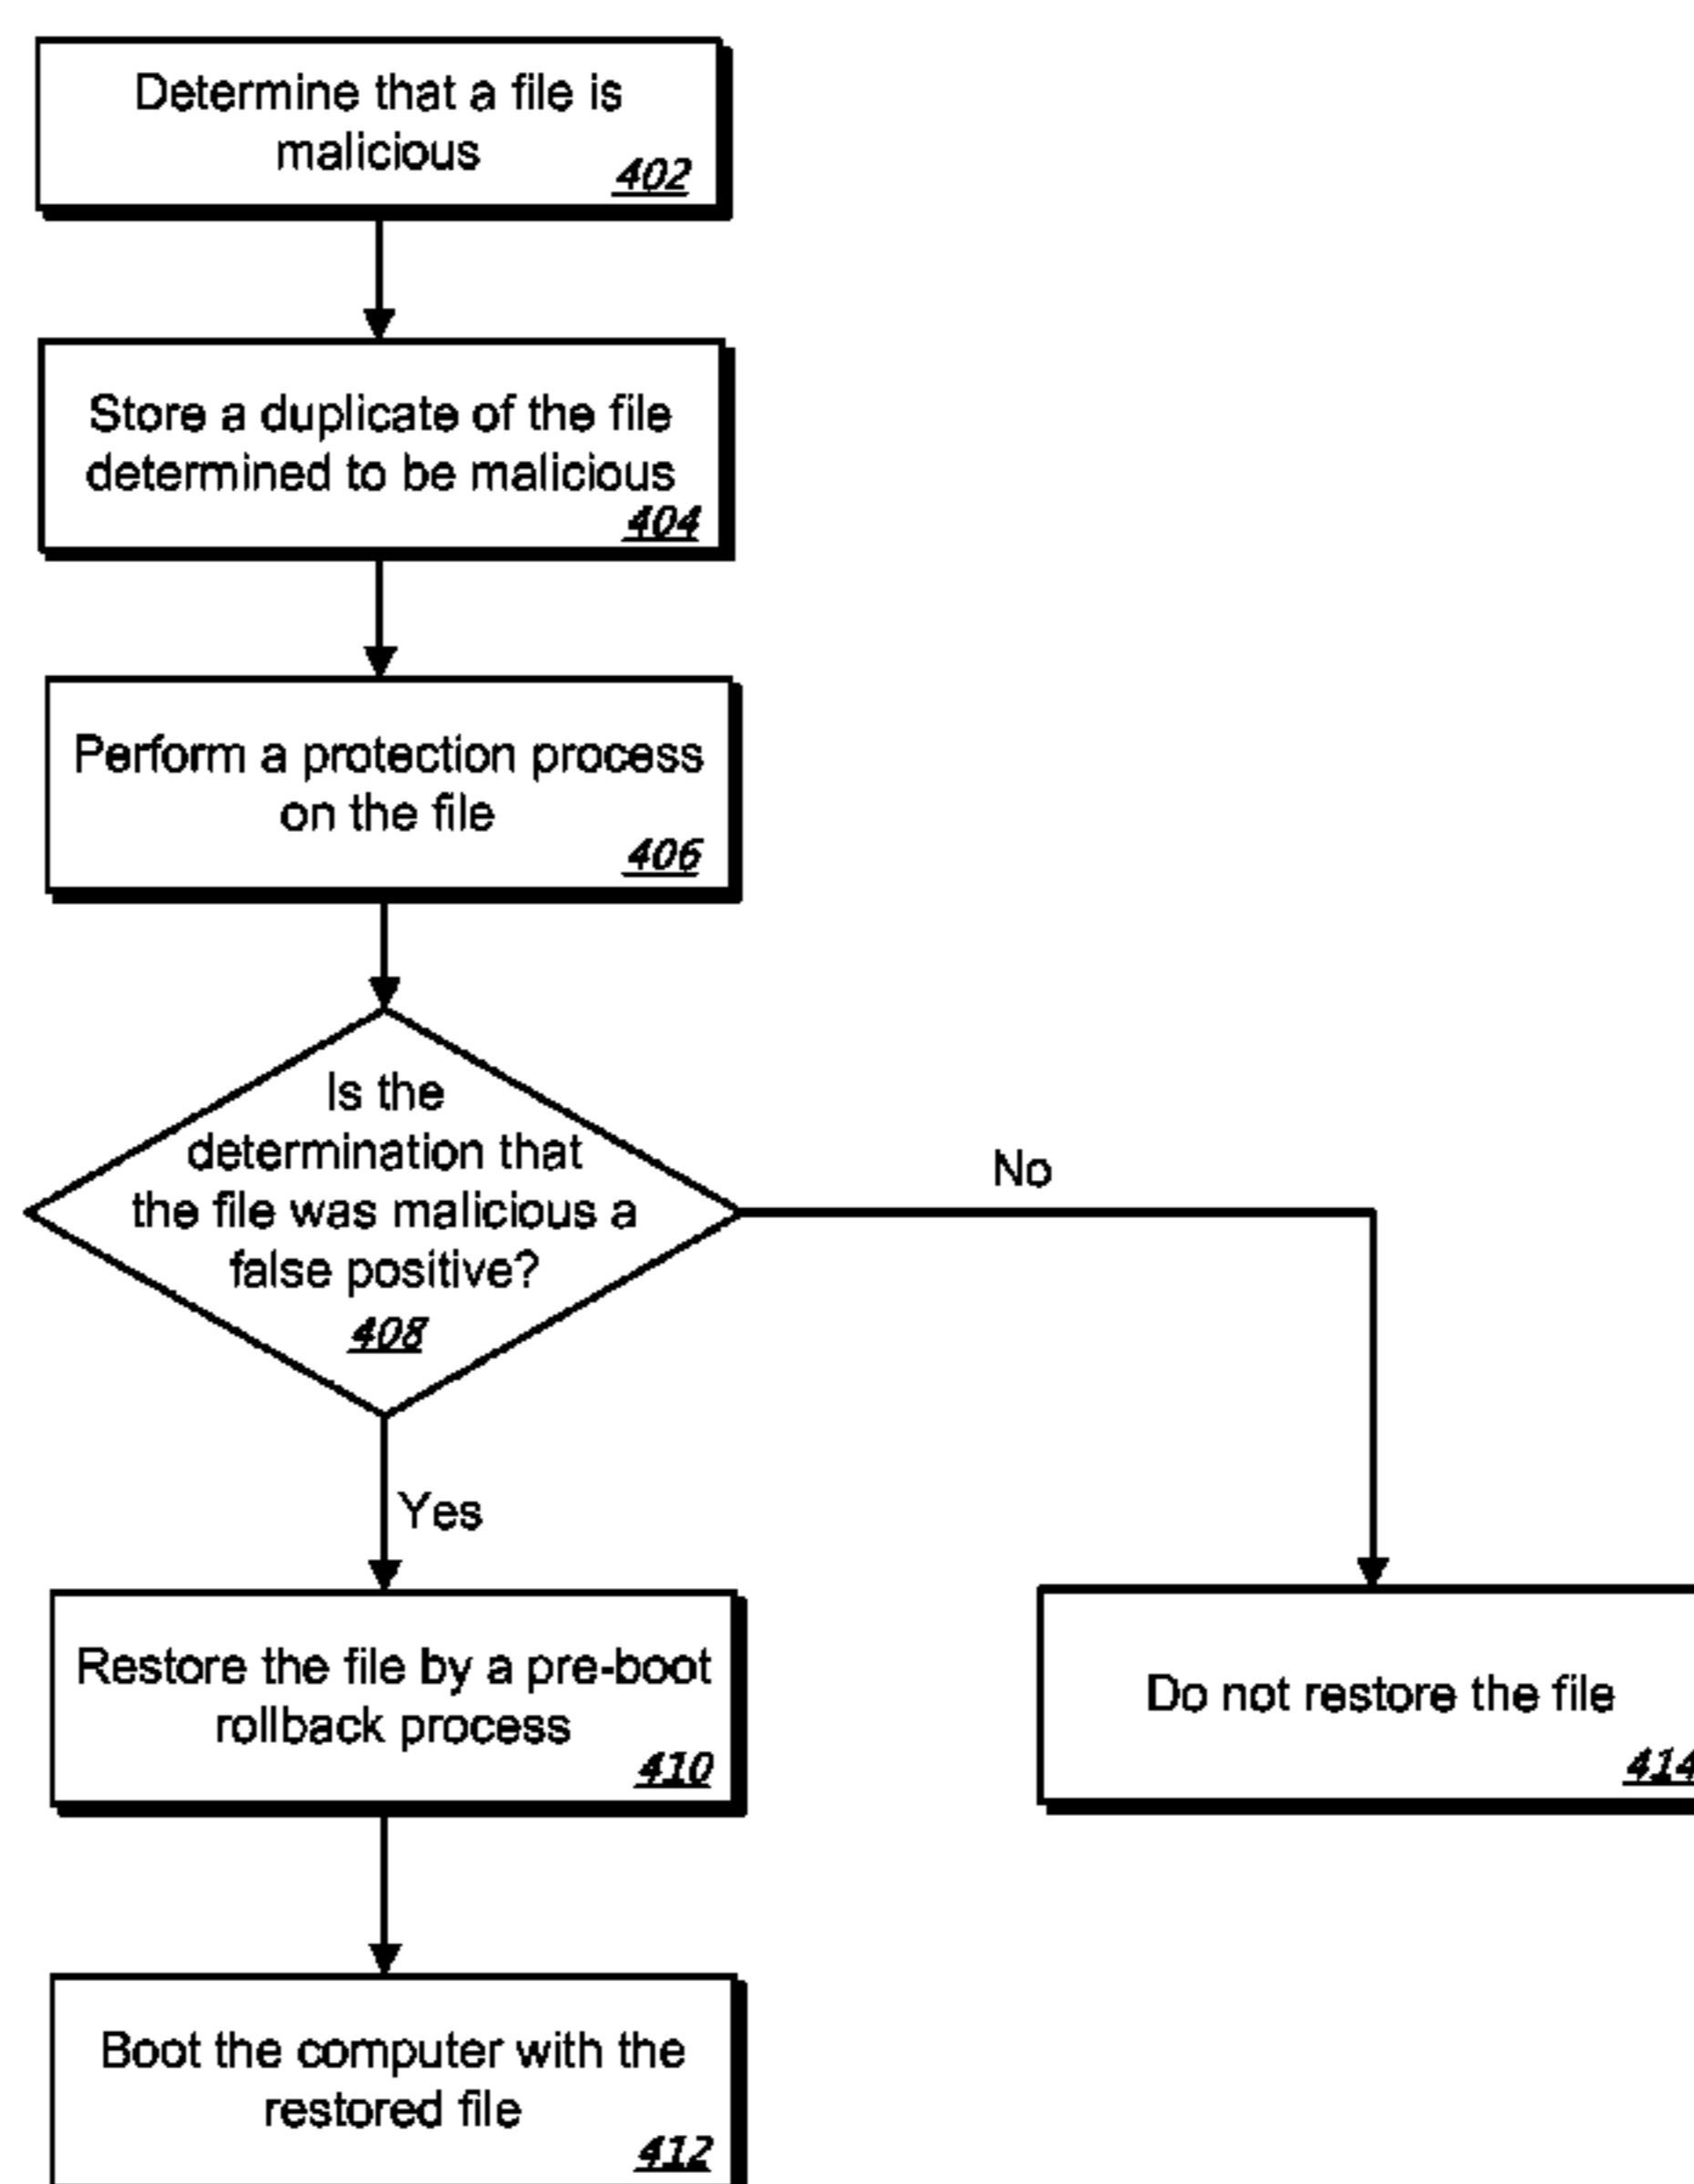 Determine that a file is
malicious
402
Store a duplicate of the file
determined to be malicious
404
Perform a protection process
on the file
406
Is the
determination that
the file was malicious a
false positive?
408
No
Yes
Restore the file by a pre-boot
rollback process
410
Do not restore the file
414
Boot the computer with the
restored file
412